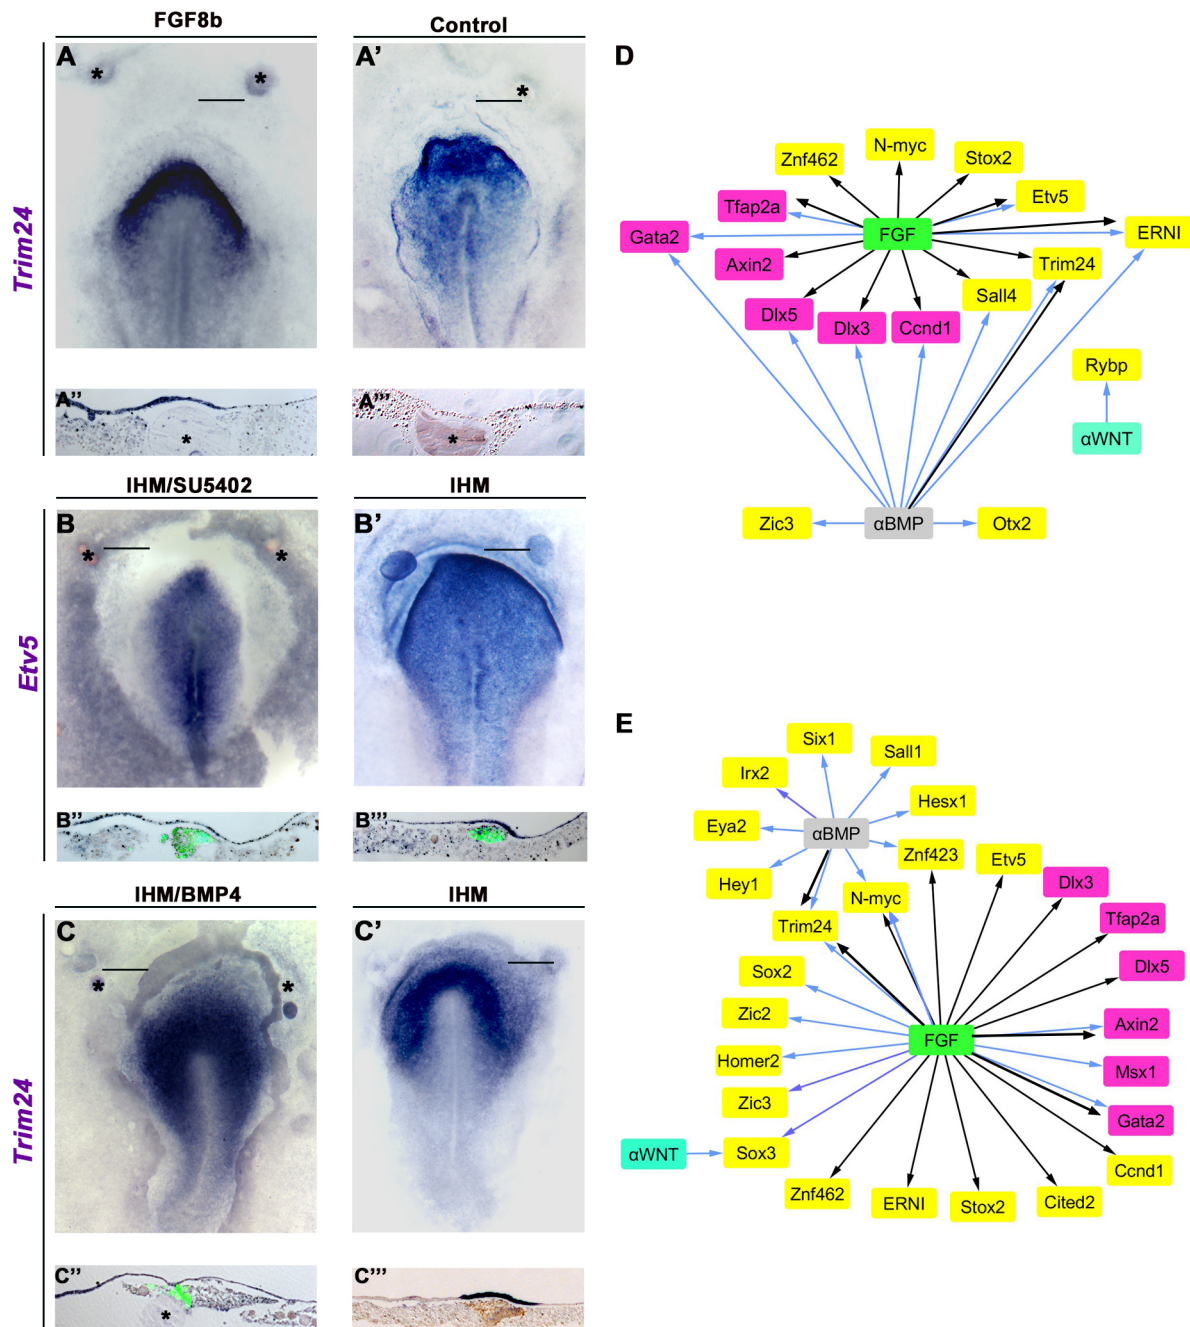 FGF8b
Control
A
*
*
A’
*
Trim24
A’’
*
A’’’
*
IHM/SU5402
IHM
B
*
*
B’
Etv5
B’’
B’’’
IHM/BMP4
IHM
C
*
*
C’
Trim24
C’’
*
C’’’
D
N-myc
Znf462
Stox2
Etv5
Tfap2a
Gata2
FGF
ERNI
Axin2
Trim24
Sall4
Dlx5
Dlx3
Ccnd1
Rybp
αWNT
Zic3
αBMP
Otx2
E
Six1
Sall1
Irx2
Hesx1
Eya2
αBMP
Znf423
Etv5
Hey1
N-myc
Dlx3
Trim24
Tfap2a
Sox2
Dlx5
Zic2
Axin2
FGF
Homer2
Msx1
Zic3
Gata2
αWNT
Sox3
Ccnd1
Znf462
ERNI
Stox2
Cited2